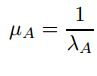 μ_A = 1/λ_A